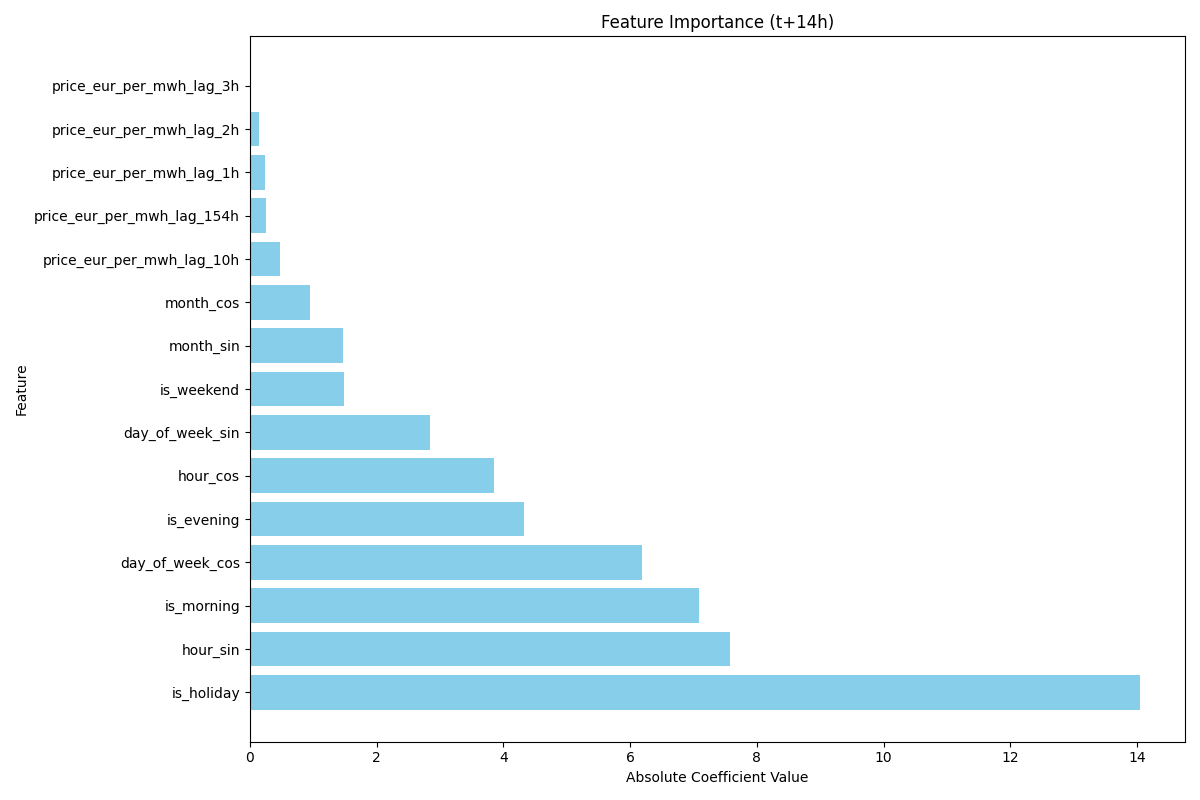 Feature Importance (t+14h)
price_eur_per_mwh_lag_3h
price_eur_per_mwh_lag_2h
price_eur_per_mwh_lag_1h
price_eur_per_mwh_lag_154h
price_eur_per_mwh_lag_10h
month_cos
month_sin
is_weekend
day_of_week_sin
hour_cos
is_evening
day_of_week_cos
is_morning
hour_sin
is_holiday
Feature
0 2 4 6 8 10 12 14
Absolute Coefficient Value